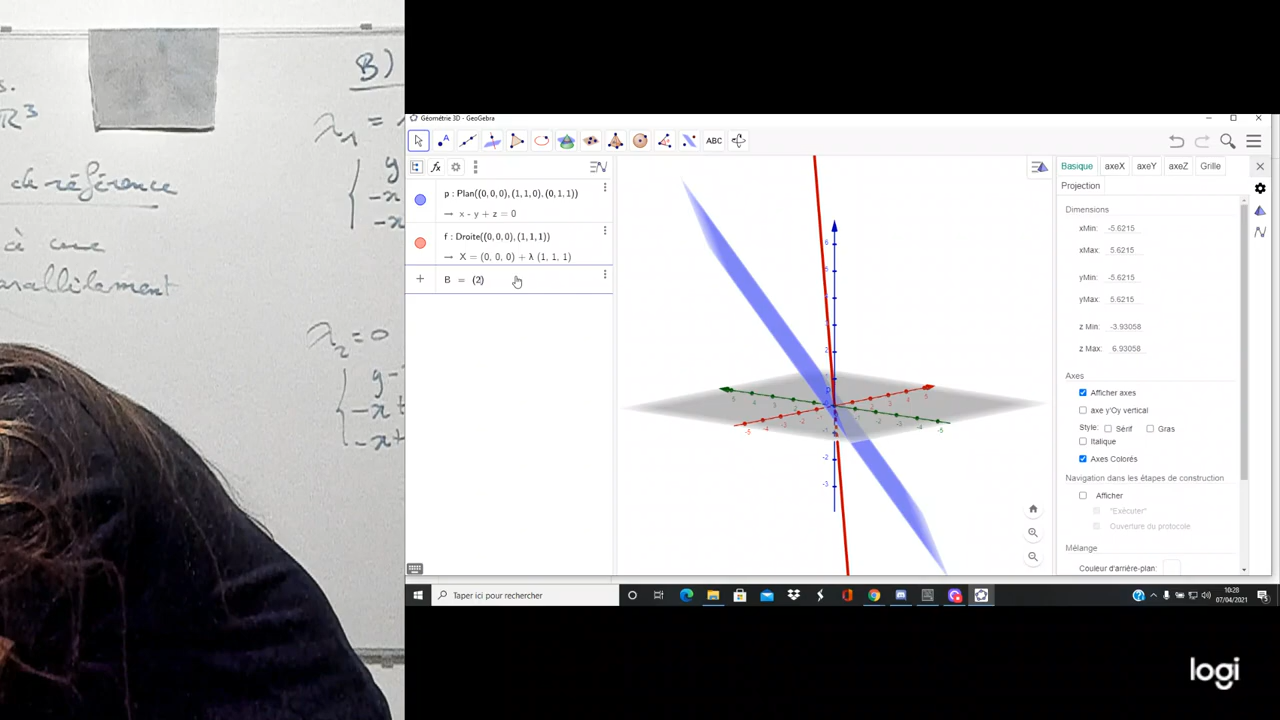 s.
ℝ³
ch-référence
à une
parallèlement
B)
λ₁ =
y
-x
-x
λ₂ = 0
y -
-x +
-x +
Géométrie 3D - GeoGebra
ABC
p : Plan((0,0,0),(1,1,0),(0,1,1))
→ x - y + z = 0
f : Droite((0,0,0),(1,1,1))
→ X = (0, 0, 0) + λ (1, 1, 1)
+ B = (2)
Basique axeX axeY axeZ Grille
Projection
Dimensions
xMin: -5.6215
xMax: 5.6215
yMin: -5.6215
yMax: 5.6215
z Min: -3.93058
z Max: 6.93058
Axes
Afficher axes
axe y'Oy vertical
Style: Sérif Gras
Italique
Axes Colorés
Navigation dans les étapes de construction
Afficher
"Exécuter"
Ouverture du protocole
Mélange
Couleur d'arrière-plan:
Taper ici pour rechercher
10:28
07/04/2021
logi